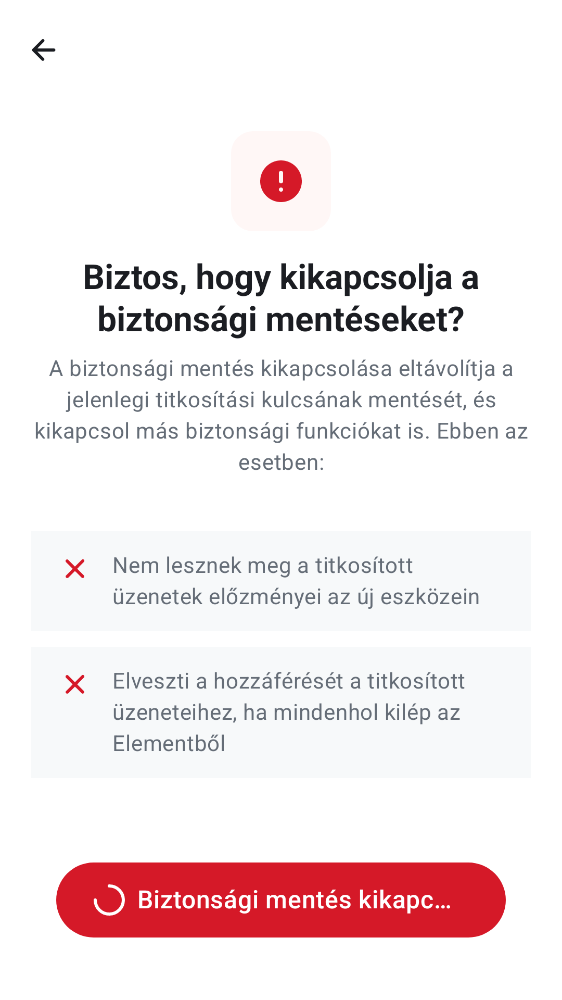 Biztos, hogy kikapcsolja a
biztonsági mentéseket?
A biztonsági mentés kikapcsolása eltávolítja a
jelenlegi titkosítási kulcsának mentését, és
kikapcsol más biztonsági funkciókat is. Ebben az
esetben:
Nem lesznek meg a titkosított
üzenetek előzményei az új eszközein
Elveszti a hozzáférését a titkosított
üzeneteihez, ha mindenhol kilép az
Elementből
Biztonsági mentés kikapc…